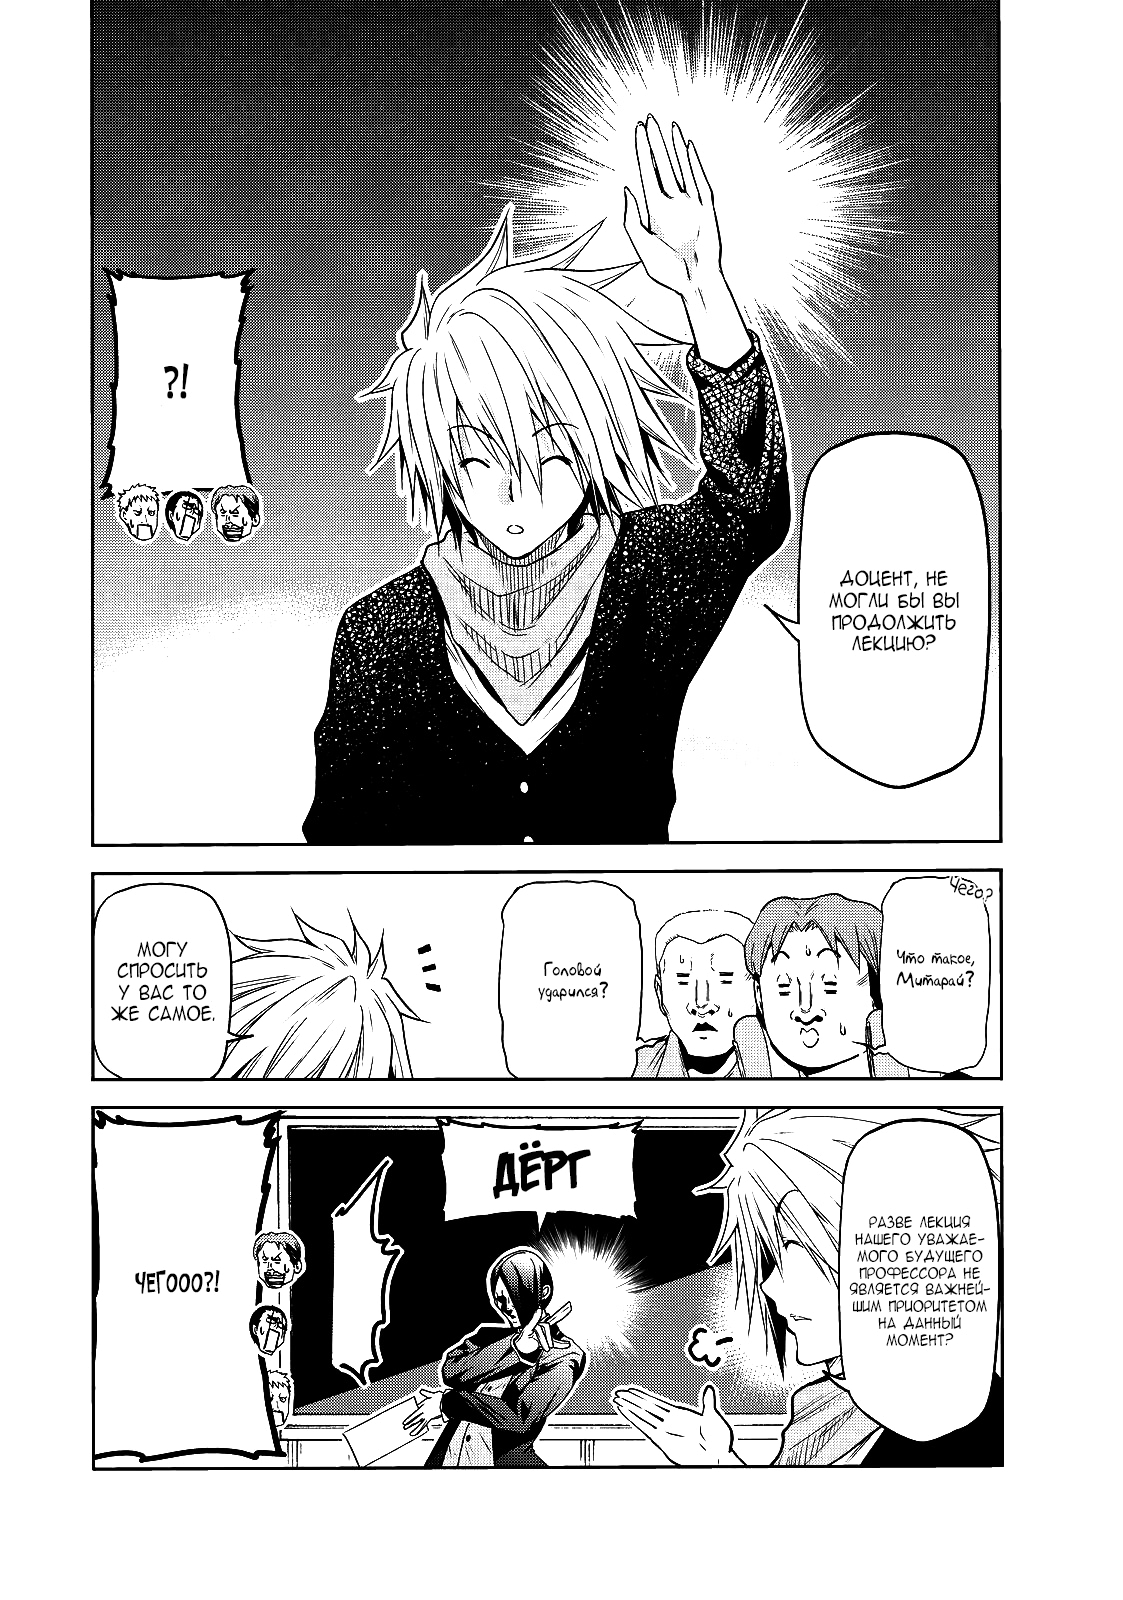 ДОЦЕНТ, НЕ
МОГЛИ БЫ ВЫ
ПРОДОЛЖИТЬ
ЛЕКЦИЮ?
?!
Чего?
Что такое,
Митарай?
Головой
ударился?
МОГУ
СПРОСИТЬ
У ВАС ТО
ЖЕ САМОЕ.
РАЗВЕ ЛЕКЦИЯ
НАШЕГО УВАЖАЕ-
МОГО БУДУЩЕГО
ПРОФЕССОРА НЕ
ЯВЛЯЕТСЯ ВАЖНЕЙ-
ШИМ ПРИОРИТЕТОМ
НА ДАННЫЙ
МОМЕНТ?
ДЁРГ
ЧЕГООО?!